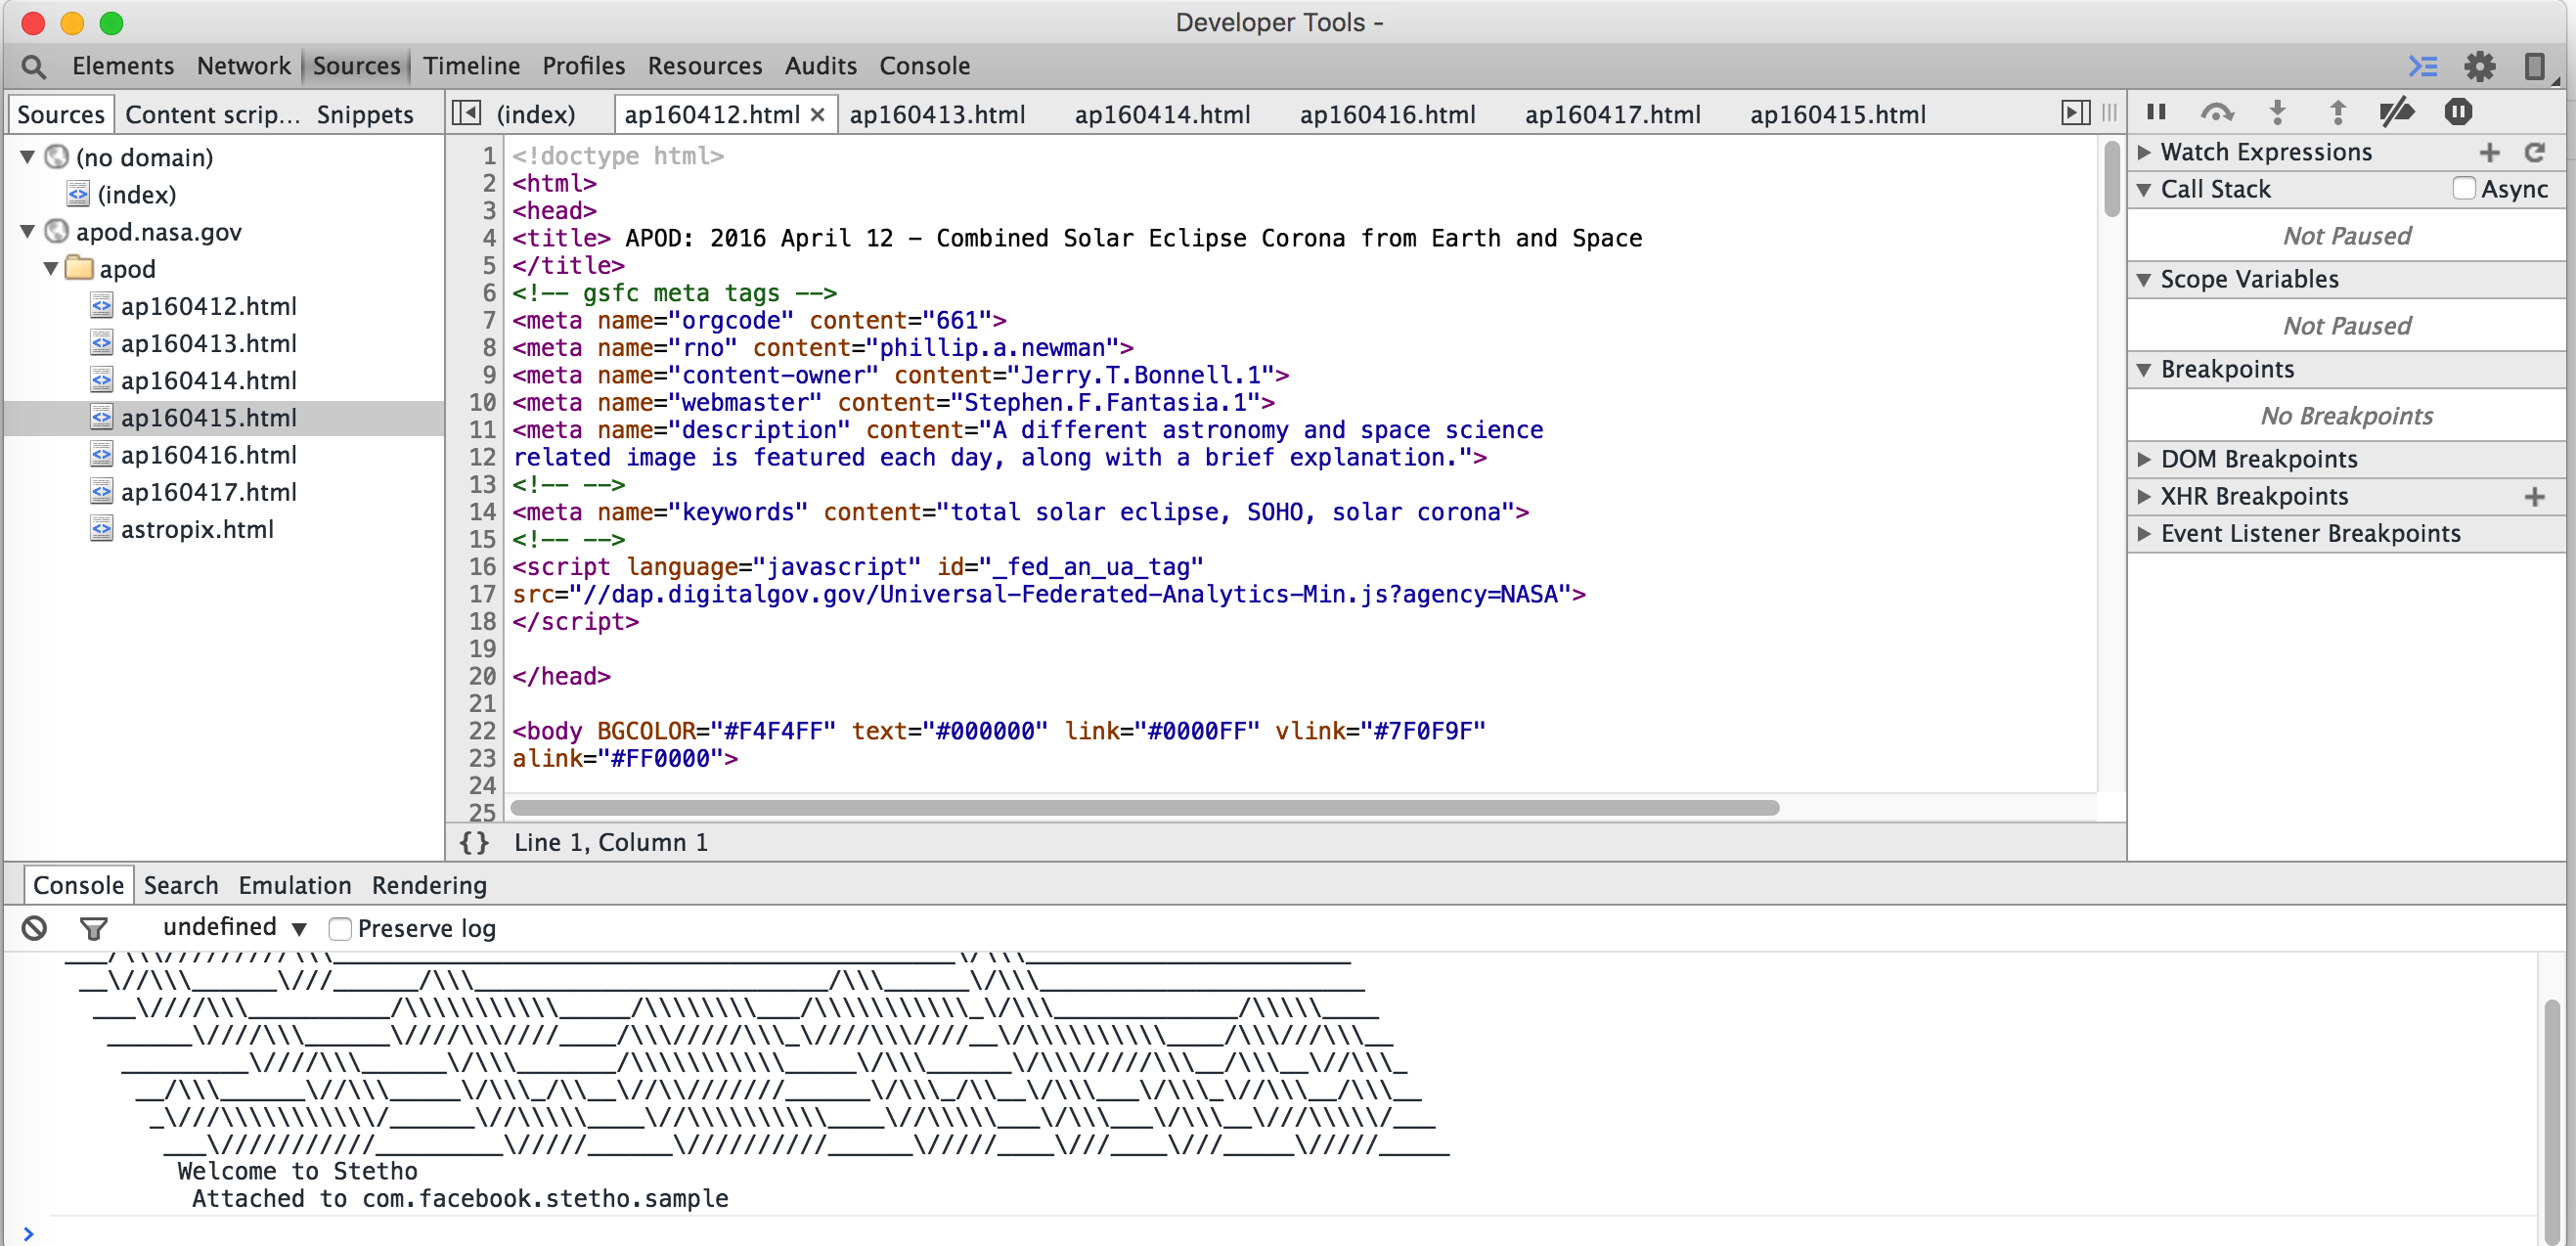 Developer Tools -
Elements Network Sources Timeline Profiles Resources Audits Console
Sources Content scrip... Snippets
(index) ap160412.html × ap160413.html ap160414.html ap160416.html ap160417.html ap160415.html
(no domain)
(index)
apod.nasa.gov
apod
ap160412.html
ap160413.html
ap160414.html
ap160415.html
ap160416.html
ap160417.html
astropix.html
1 <!doctype html>
2 <html>
3 <head>
4 <title> APOD: 2016 April 12 - Combined Solar Eclipse Corona from Earth and Space
5 </title>
6 <!-- gsfc meta tags -->
7 <meta name="orgcode" content="661">
8 <meta name="rno" content="phillip.a.newman">
9 <meta name="content-owner" content="Jerry.T.Bonnell.1">
10 <meta name="webmaster" content="Stephen.F.Fantasia.1">
11 <meta name="description" content="A different astronomy and space science
12 related image is featured each day, along with a brief explanation.">
13 <!-- -->
14 <meta name="keywords" content="total solar eclipse, SOHO, solar corona">
15 <!-- -->
16 <script language="javascript" id="_fed_an_ua_tag"
17 src="//dap.digitalgov.gov/Universal-Federated-Analytics-Min.js?agency=NASA">
18 </script>
19
20 </head>
21
22 <body BGCOLOR="#F4F4FF" text="#000000" link="#0000FF" vlink="#7F0F9F"
23 alink="#FF0000">
24
25
{} Line 1, Column 1
Watch Expressions
Call Stack Async
Not Paused
Scope Variables
Not Paused
Breakpoints
No Breakpoints
DOM Breakpoints
XHR Breakpoints
Event Listener Breakpoints
Console Search Emulation Rendering
undefined Preserve log
Welcome to Stetho
Attached to com.facebook.stetho.sample